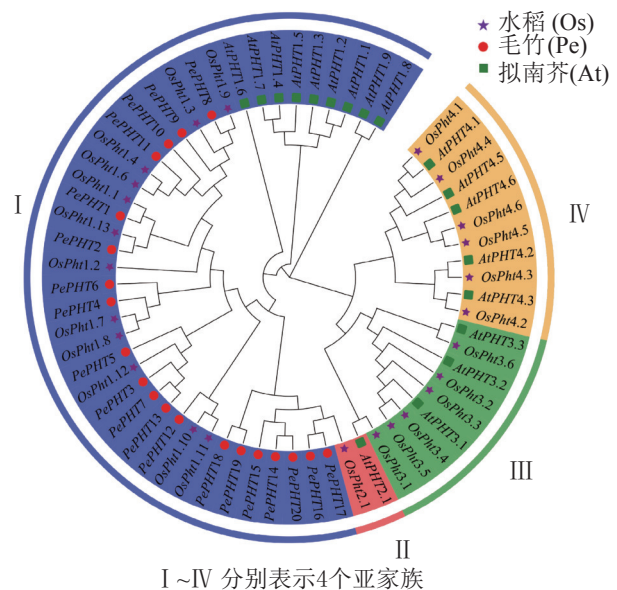 水稻 (Os)
毛竹(Pe)
拟南芥(At)
I
II
III
IV
AtPHT1.8
AtPHT1.9
AtPHT1.1
AtPHT1.2
AtPHT1.3
AtPHT1.5
AtPHT1.4
AtPHT1.7
AtPHT1.6
OsPht1.9
PePHT8
OsPht1.3
PePHT9
PePHT10
PePHT11
OsPht1.4
OsPht1.6
OsPht1.1
PePHT1
OsPht1.13
PePHT2
OsPht1.2
PePHT6
PePHT4
OsPht1.7
OsPht1.8
PePHT5
OsPht1.12
PePHT3
PePHT7
PePHT13
PePHT12
OsPht1.10
OsPht1.11
PePHT18
PePHT19
PePHT15
PePHT14
PePHT20
PePHT16
PePHT17
OsPht2.1
AtPHT2.1
OsPht3.1
OsPht3.5
OsPht3.4
AtPHT3.1
OsPht3.3
OsPht3.2
AtPHT3.2
OsPht3.6
AtPHT3.3
OsPht4.2
AtPHT4.3
OsPht4.3
AtPHT4.2
OsPht4.5
OsPht4.6
AtPHT4.6
AtPHT4.5
OsPht4.4
AtPHT4.1
OsPht4.1
I ~IV 分别表示4个亚家族